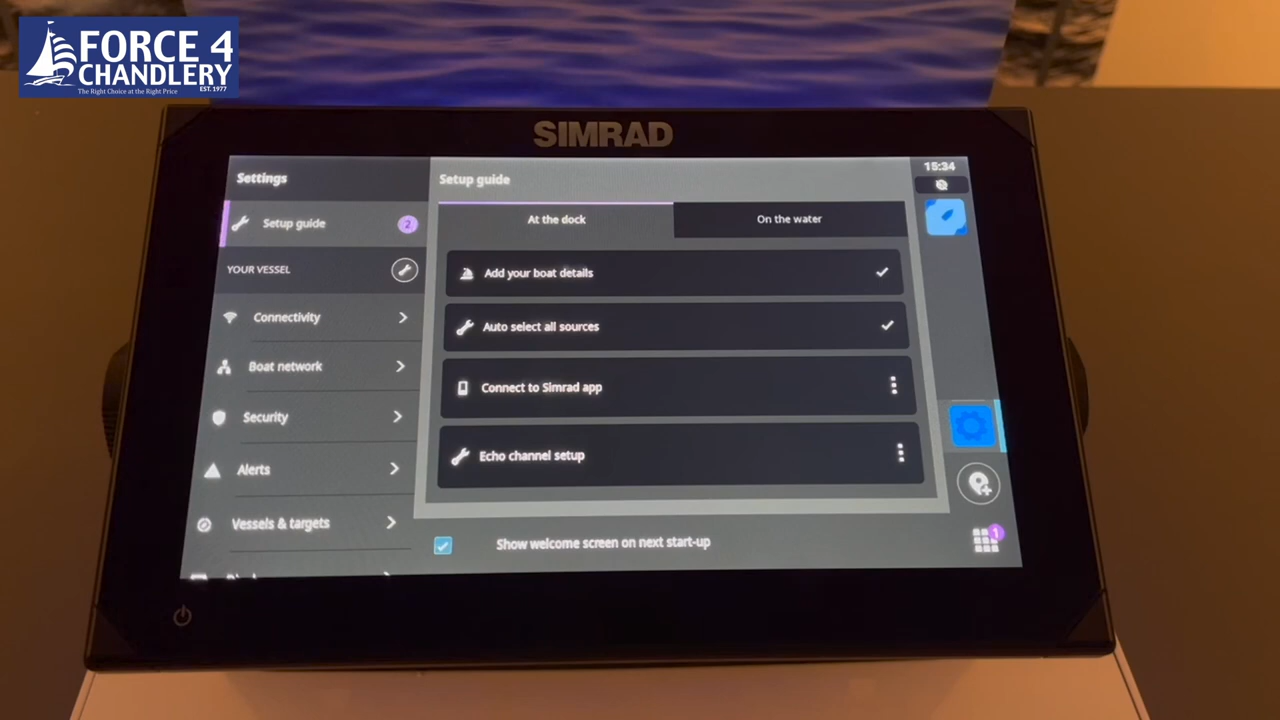 FORCE 4
CHANDLERY
EST. 1977
The Right Choice at the Right Price
SIMRAD
Settings
Setup guide
2
YOUR VESSEL
Connectivity
Boat network
Security
Alerts
Vessels & targets
Setup guide
At the dock
On the water
Add your boat details
Auto select all sources
Connect to Simrad app
Echo channel setup
Show welcome screen on next start-up
15:34
1